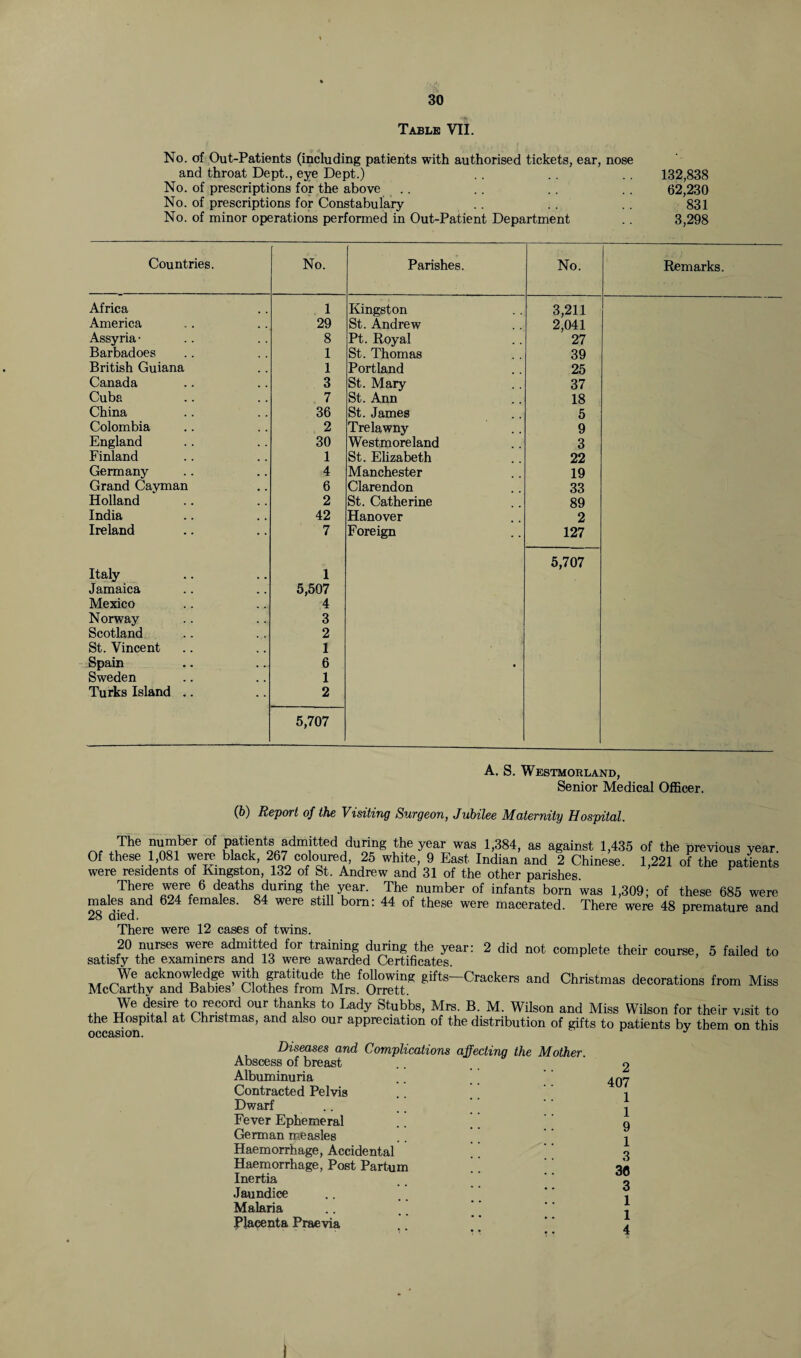 30
Table VII.
No. of Out-Patients (including patients with authorised tickets, ear, nose
and throat Dept., eye Dept.) .. .. .. 132,838
No. of prescriptions for the above .. .. .. .. 62,230
No. of prescriptions for Constabulary .. .. .. 831
No. of minor operations performed in Out-Patient Department .. 3,298
Countries. No. Parishes. No. Remarks.
Africa .. 1 Kingston .. 3,211
America .. .. 29 St. Andrew .. 2,041
Assyria· .. .. 8 Pt. Royal .. 27
Barbadoes .. .. 1 St. Thomas .. 39
British Guiana .. 1 Portland .. 25
Canada .. .. 3 St. Mary .. 37
Cuba .. .. 7 St. Ann .. 18
China .. .. 36 St. James .. 5
Colombia .. .. 2 Trelawny .. 9
England .. .. 30 Westmoreland .. 3
Finland .. .. 1 St. Elizabeth .. 22
Germany .. .. 4 Manchester .. 19
Grand Cayman .. 6 Clarendon .. 33
Holland .. .. 2 St. Catherine .. 89
India .. .. 42 Hanover .. 2
Ireland .. .. 7 Foreign .. 127
5,707
Italy .. .. 1
Jamaica .. .. 5,507
Mexico .. .. 4
Norway .. .. 3
Scotland .. .. 2
St. Vincent .. .. 1
Spain .. .. 6
Sweden .. .. 1
Turks Island .. .. 2
5,707
A. S. Westmorland,
Senior Medical Officer.
(b) Report of the Visiting Surgeon, Jubilee Maternity Hospital.
The number of patients admitted during the year was 1,384, as against 1,435 of the previous year.
Of these 1,081 were black, 267 coloured, 25 white, 9 East Indian and 2 Chinese. 1,221 of the patients
were residents of Kingston, 132 of St. Andrew and 31 of the other parishes.
There were 6 deaths during the year. The number of infants born was 1,309; of these 685 were
males and 624 females. 84 were still born: 44 of these were macerated. There were 48 premature and
28 died.
There were 12 cases of twins.
20 nurses were admitted for training during the year: 2 did not complete their course, 5 failed to
satisfy the examiners and 13 were awarded Certificates.
We acknowledge with gratitude the following gifts—Crackers and Christmas decorations from Miss
McCarthy and Babies' Clothes from Mrs. Orrett.
We desire to record our thanks to Lady Stubbs, Mrs. B. M. Wilson and Miss Wilson for their visit to
the Hospital at Christmas, and also our appreciation of the distribution of gifts to patients by them on this
occasion.
Diseases and Complications affecting the Mother.
Abscess of breast .. .. .. 2
Albuminuria .. .. .. 407
Contracted Pelvis .. .. .. 1
Dwarf .. .. .. .. 1
Fever Ephemeral .. .. .. 9
German measles .. .. .. 1
Haemorrhage, Accidental .. .. 3
Haemorrhage, Post Partum .. .. 36
Inertia .. .. .. 3
Jaundice .. .. .. .. 1
Malaria .. .. .. .. 1
Placenta Praevia .. .. .. 4